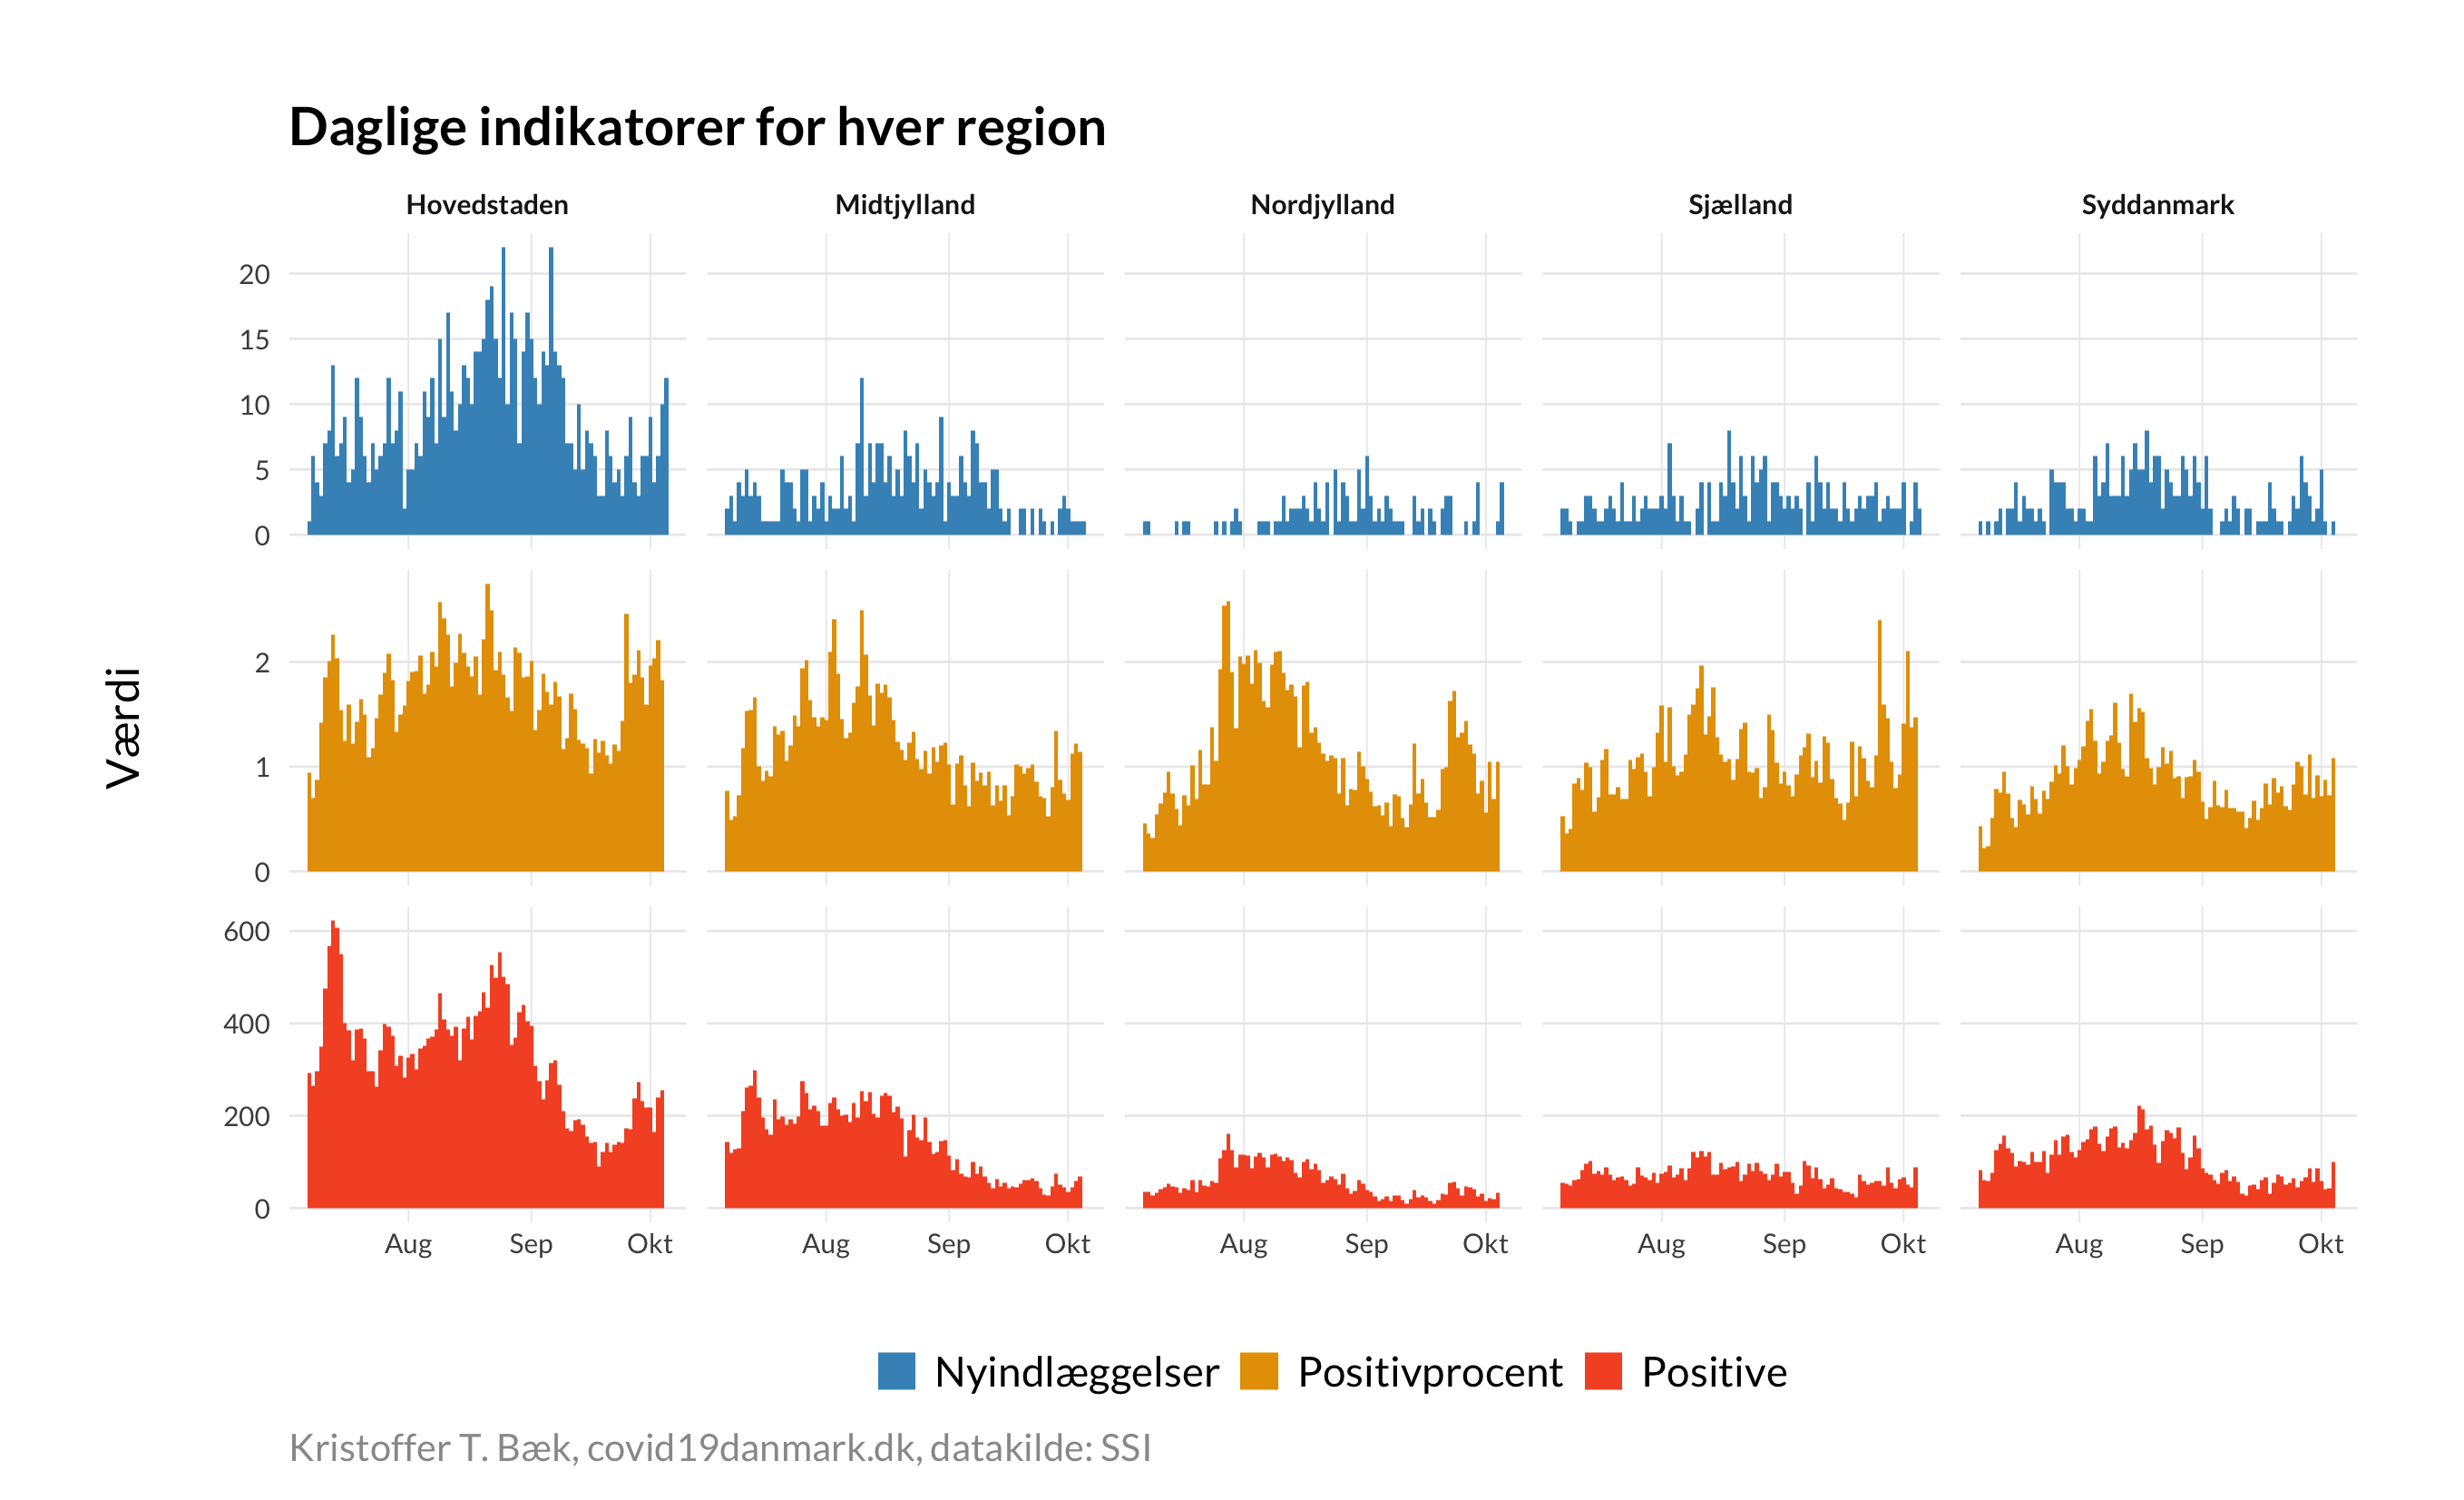 Daglige indikatorer for hver region
Hovedstaden Midtjylland Nordjylland Sjælland Syddanmark
20
15
10
5
0
2
1
0
600
400
200
0
Værdi
Aug Sep Okt Aug Sep Okt Aug Sep Okt Aug Sep Okt Aug Sep Okt
Nyindlæggelser Positivprocent Positive
Kristoffer T. Bæk, covid19danmark.dk, datakilde: SSI